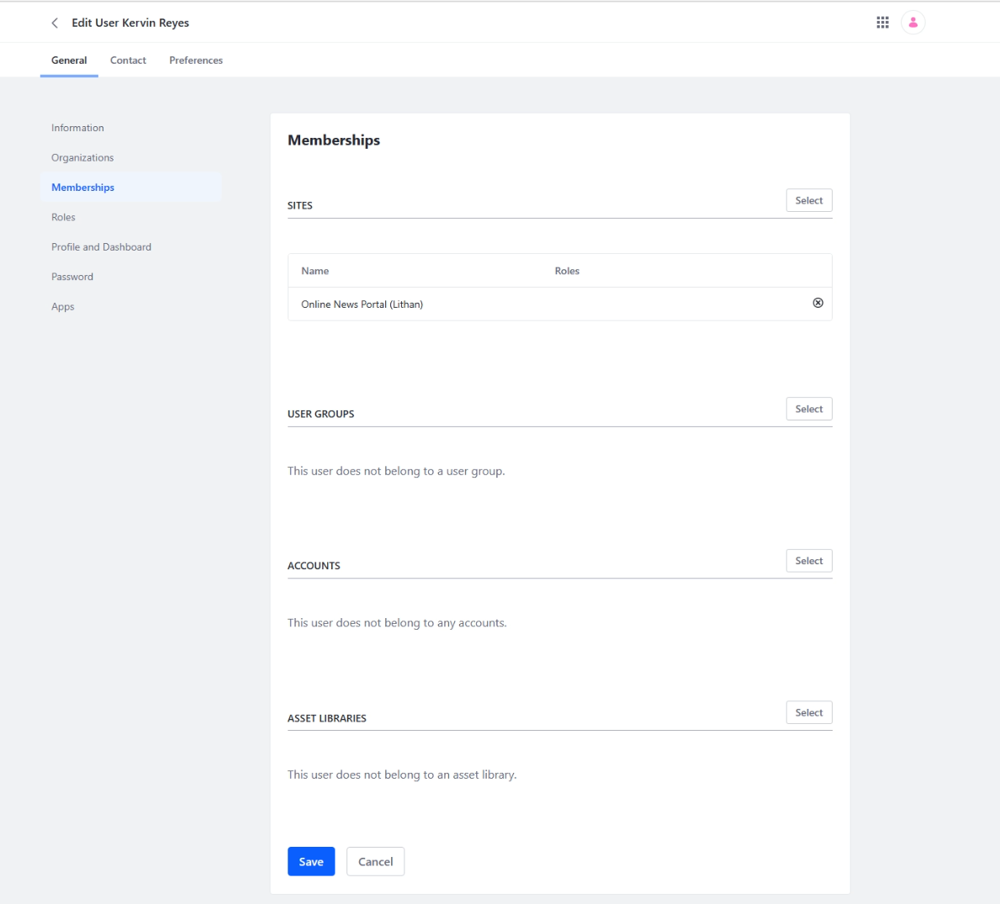 Edit User Kervin Reyes
General Contact Preferences
Information
Organizations
Memberships
Roles
Profile and Dashboard
Password
Apps
Memberships
SITES Select
Name Roles
Online News Portal (Lithan)
USER GROUPS Select
This user does not belong to a user group.
ACCOUNTS Select
This user does not belong to any accounts.
ASSET LIBRARIES Select
This user does not belong to an asset library.
Save Cancel